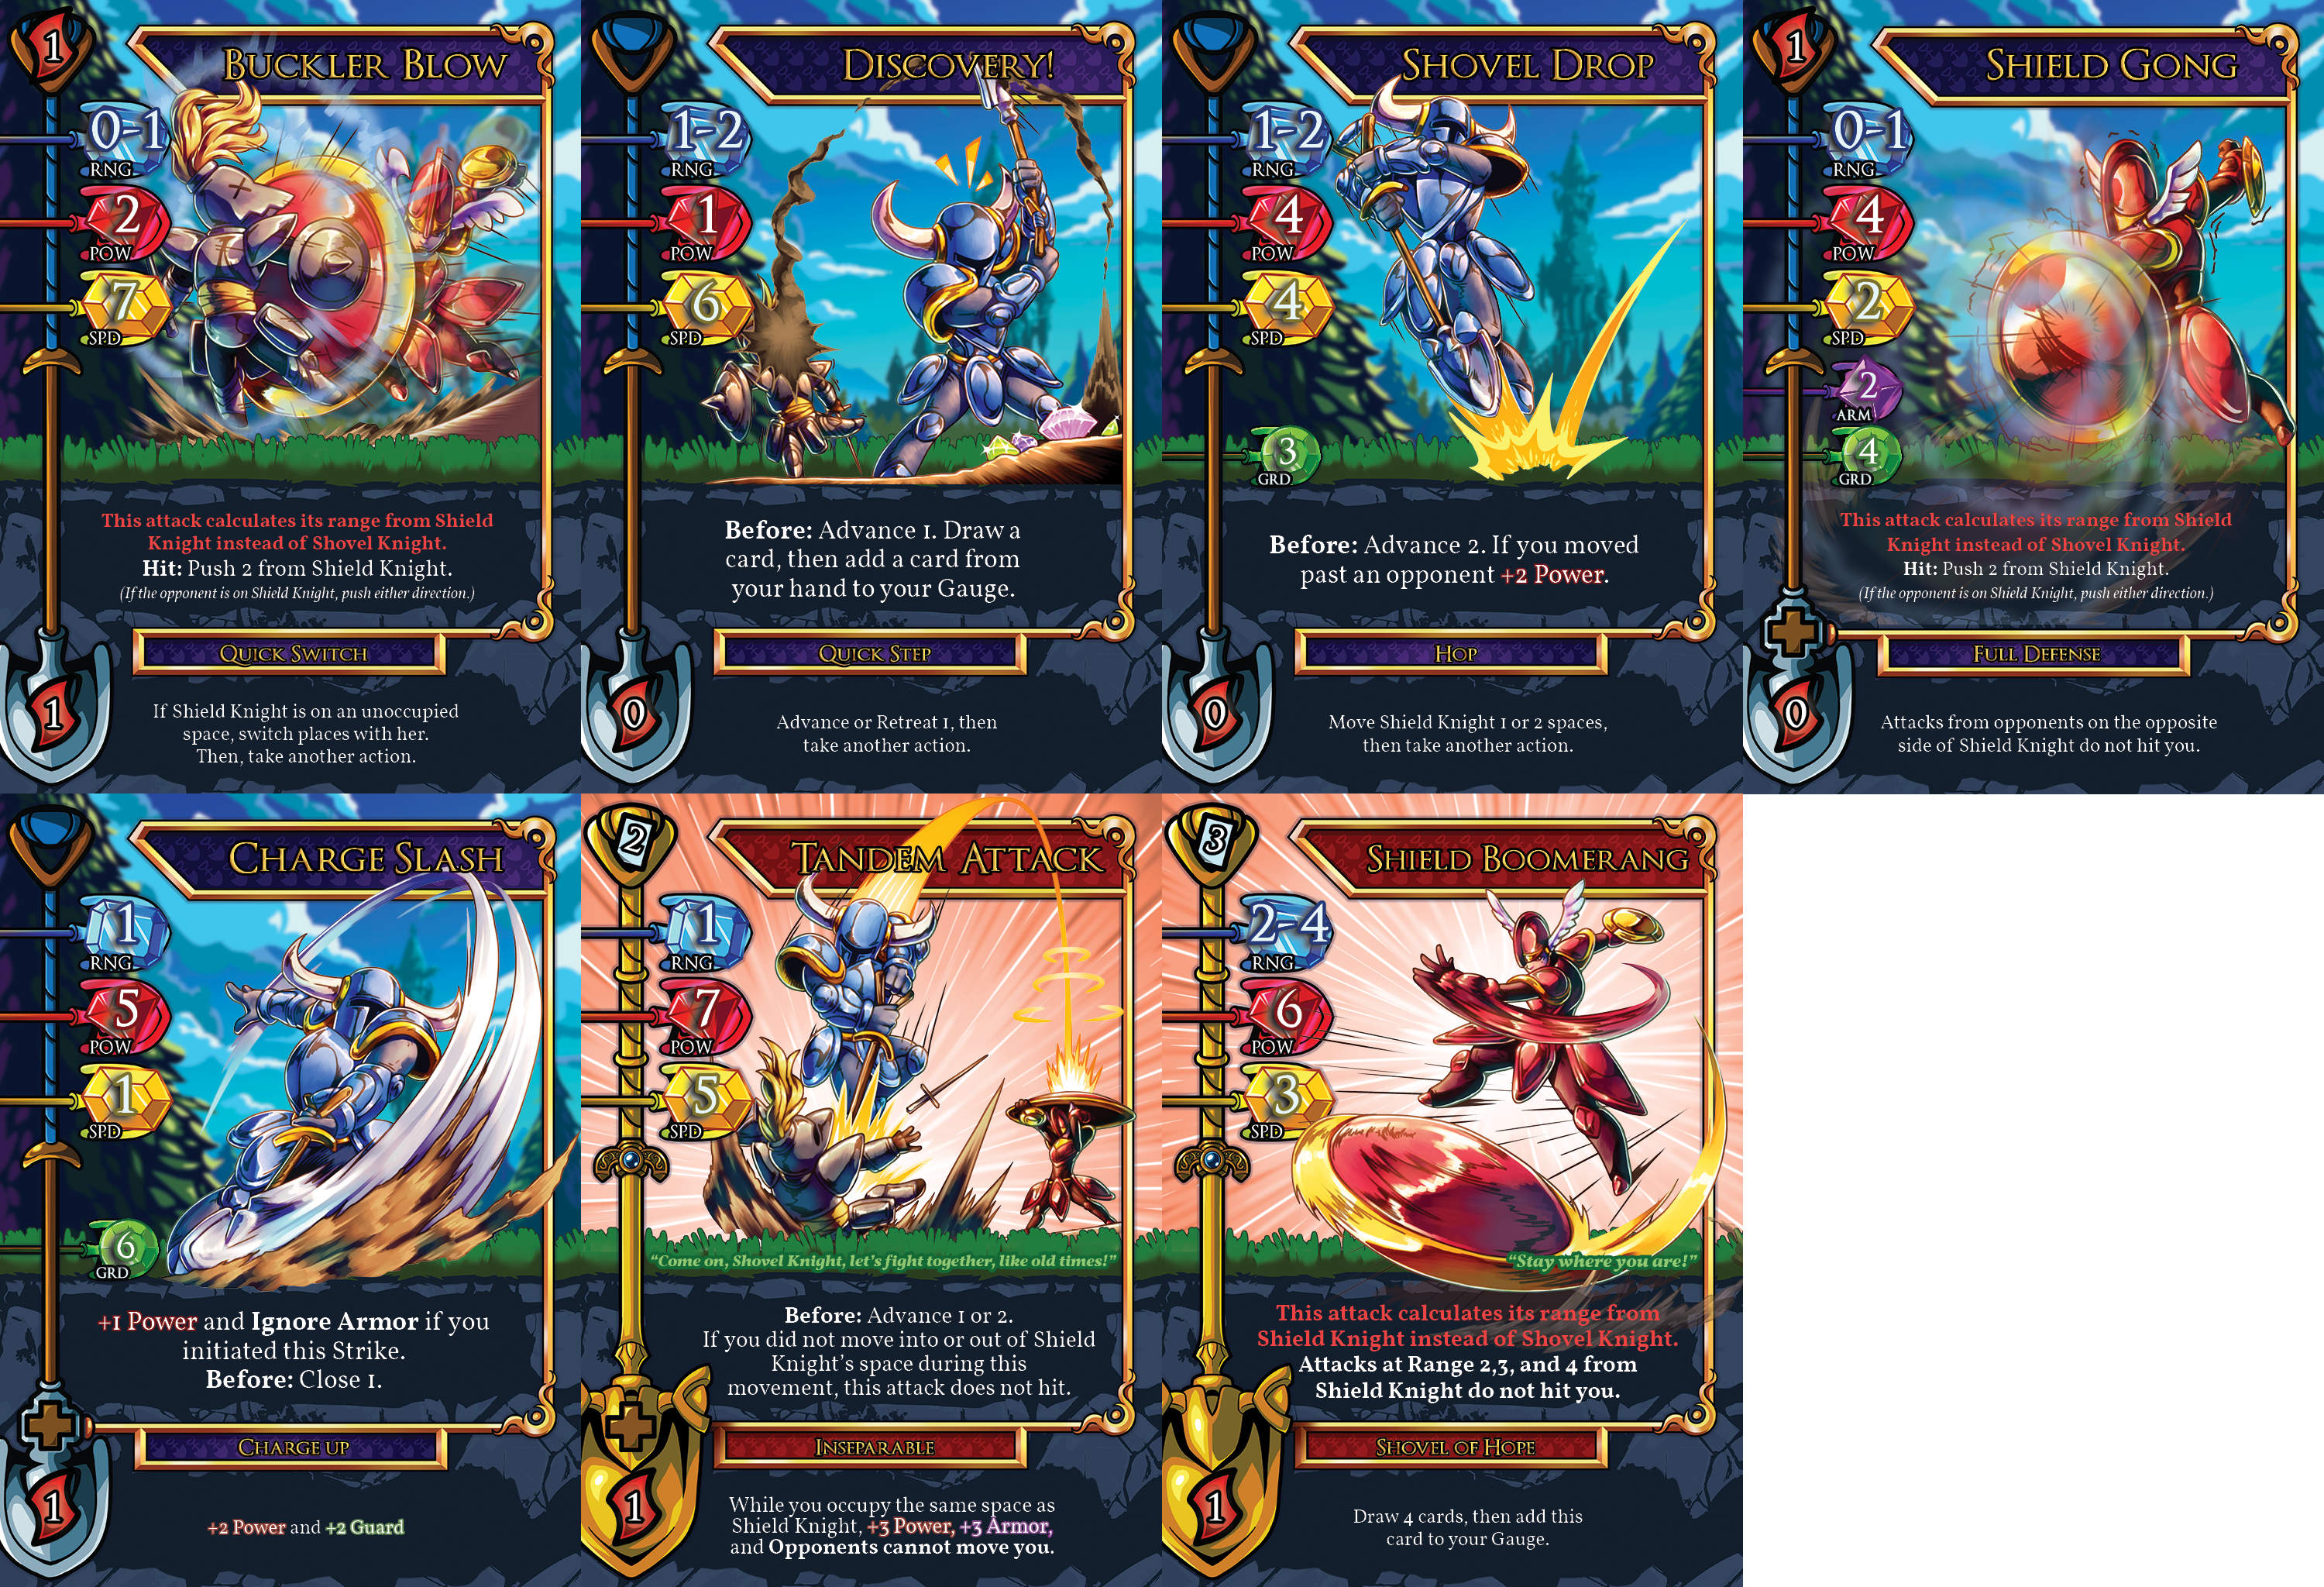 1
BUCKLER BLOW
0-1
RNG
2
POW
7
SPD
This attack calculates its range from Shield
Knight instead of Shovel Knight.
Hit: Push 2 from Shield Knight.
(If the opponent is on Shield Knight, push either direction.)
QUICK SWITCH
1
If Shield Knight is on an unoccupied
space, switch places with her.
Then, take another action.
DISCOVERY!
1-2
RNG
1
POW
6
SPD
Before: Advance 1. Draw a
card, then add a card from
your hand to your Gauge.
QUICK STEP
0
Advance or Retreat 1, then
take another action.
SHOVEL DROP
1-2
RNG
4
POW
4
SPD
3
GRD
Before: Advance 2. If you moved
past an opponent +2 Power.
HOP
0
Move Shield Knight 1 or 2 spaces,
then take another action.
1
SHIELD GONG
0-1
RNG
4
POW
2
SPD
2
ARM
4
GRD
This attack calculates its range from Shield
Knight instead of Shovel Knight.
Hit: Push 2 from Shield Knight.
(If the opponent is on Shield Knight, push either direction.)
FULL DEFENSE
0
Attacks from opponents on the opposite
side of Shield Knight do not hit you.
CHARGE SLASH
1
RNG
5
POW
1
SPD
6
GRD
+1 Power and Ignore Armor if you
initiated this Strike.
Before: Close 1.
CHARGE UP
1
+2 Power and +2 Guard
2
TANDEM ATTACK
1
RNG
7
POW
5
SPD
"Come on, Shovel Knight, let's fight together, like old times!"
Before: Advance 1 or 2.
If you did not move into or out of Shield
Knight's space during this
movement, this attack does not hit.
INSEPARABLE
1
While you occupy the same space as
Shield Knight, +3 Power, +3 Armor,
and Opponents cannot move you.
3
SHIELD BOOMERANG
2-4
RNG
6
POW
3
SPD
"Stay where you are!"
This attack calculates its range from
Shield Knight instead of Shovel Knight.
Attacks at Range 2,3, and 4 from
Shield Knight do not hit you.
SHOVEL OF HOPE
1
Draw 4 cards, then add this
card to your Gauge.